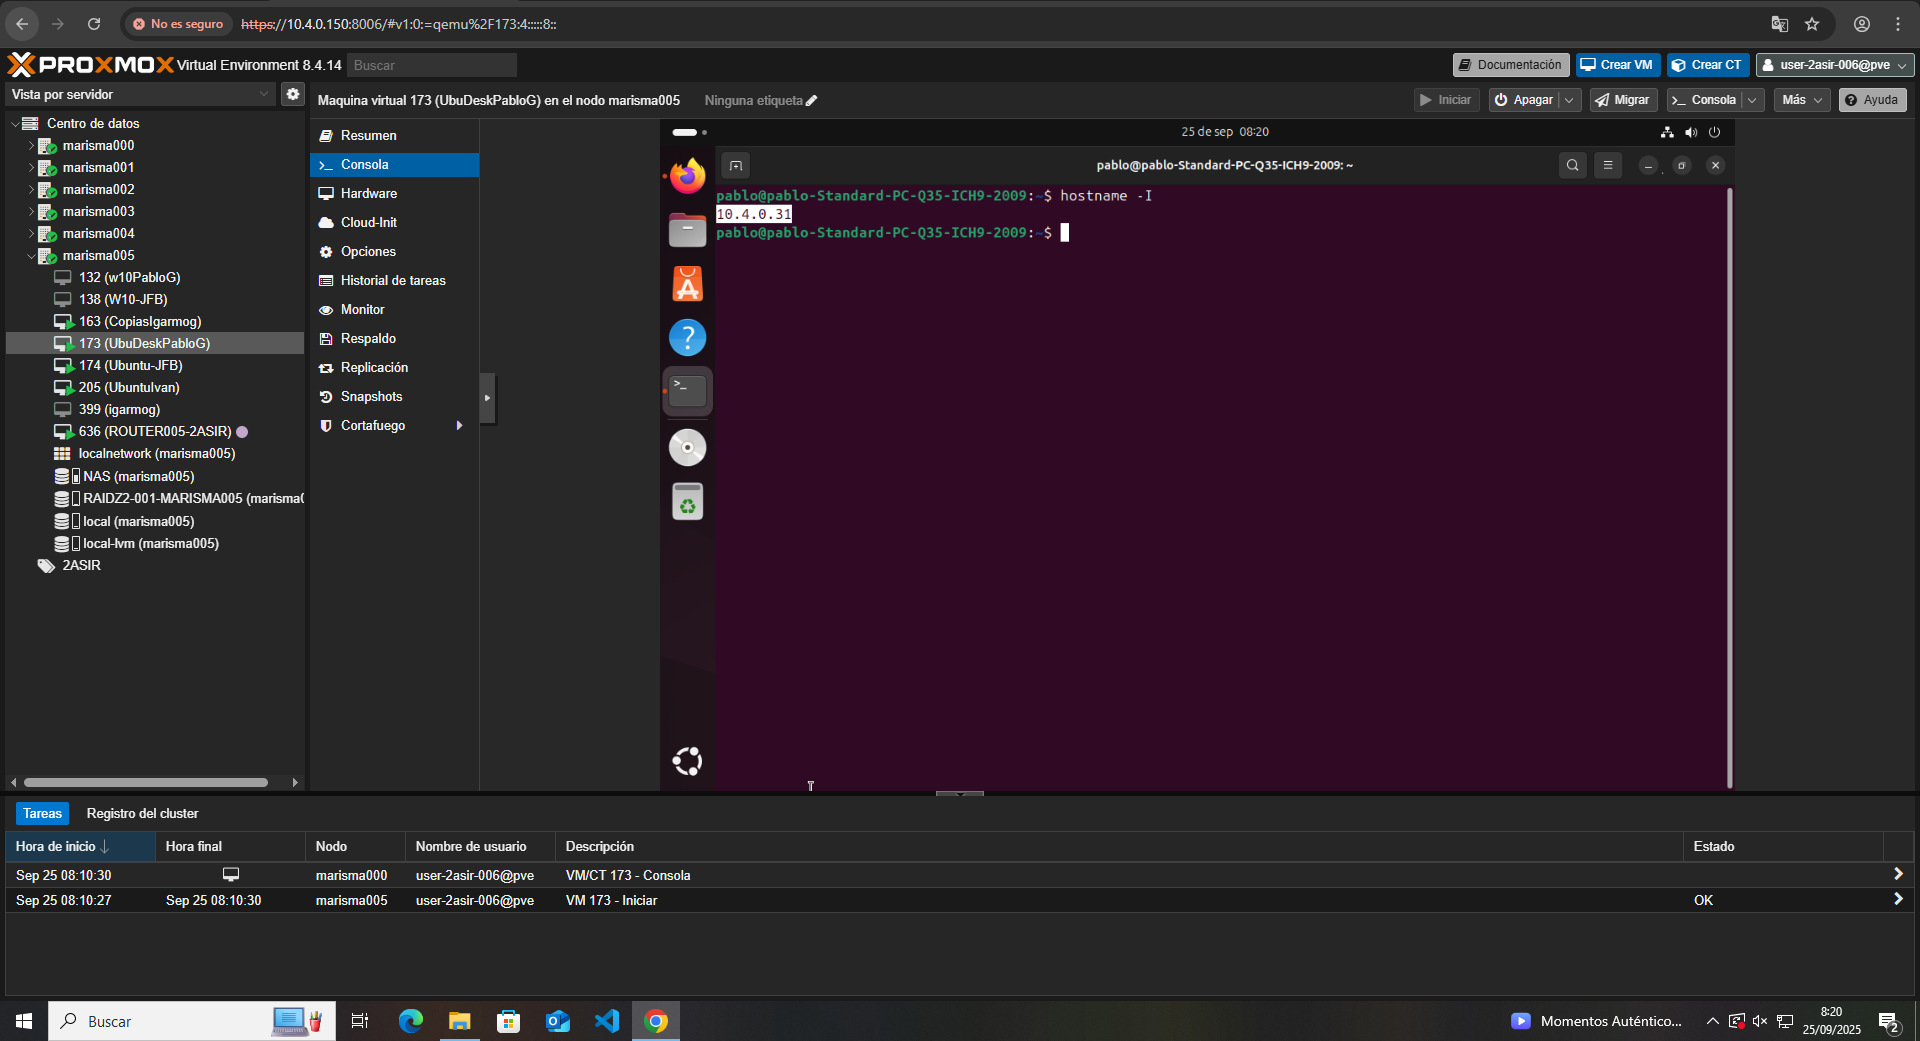 No es seguro https://10.4.0.150:8006/#v1:0:=qemu%2F173:4:::::8::
PROXMOX Virtual Environment 8.4.14 Buscar Documentación Crear VM Crear CT user-2asir-006@pve
Vista por servidor
Maquina virtual 173 (UbuDeskPabloG) en el nodo marisma005 Ninguna etiqueta Iniciar Apagar Migrar >_ Consola Más Ayuda
Centro de datos
marisma000
marisma001
marisma002
marisma003
marisma004
marisma005
132 (w10PabloG)
138 (W10-JFB)
163 (CopiasIgarmog)
173 (UbuDeskPabloG)
174 (Ubuntu-JFB)
205 (UbuntuIvan)
399 (igarmog)
636 (ROUTER005-2ASIR)
localnetwork (marisma005)
NAS (marisma005)
RAIDZ2-001-MARISMA005 (marisma0
local (marisma005)
local-lvm (marisma005)
2ASIR
Resumen
>_ Consola
Hardware
Cloud-Init
Opciones
Historial de tareas
Monitor
Respaldo
Replicación
Snapshots
Cortafuego
25 de sep 08:20
pablo@pablo-Standard-PC-Q35-ICH9-2009: ~
pablo@pablo-Standard-PC-Q35-ICH9-2009:~$ hostname -I
10.4.0.31
pablo@pablo-Standard-PC-Q35-ICH9-2009:~$
Tareas Registro del cluster
Hora de inicio Hora final Nodo Nombre de usuario Descripción Estado
Sep 25 08:10:30 marisma000 user-2asir-006@pve VM/CT 173 - Consola
Sep 25 08:10:27 Sep 25 08:10:30 marisma005 user-2asir-006@pve VM 173 - Iniciar OK
Buscar
Momentos Auténtico...
8:20
25/09/2025
2